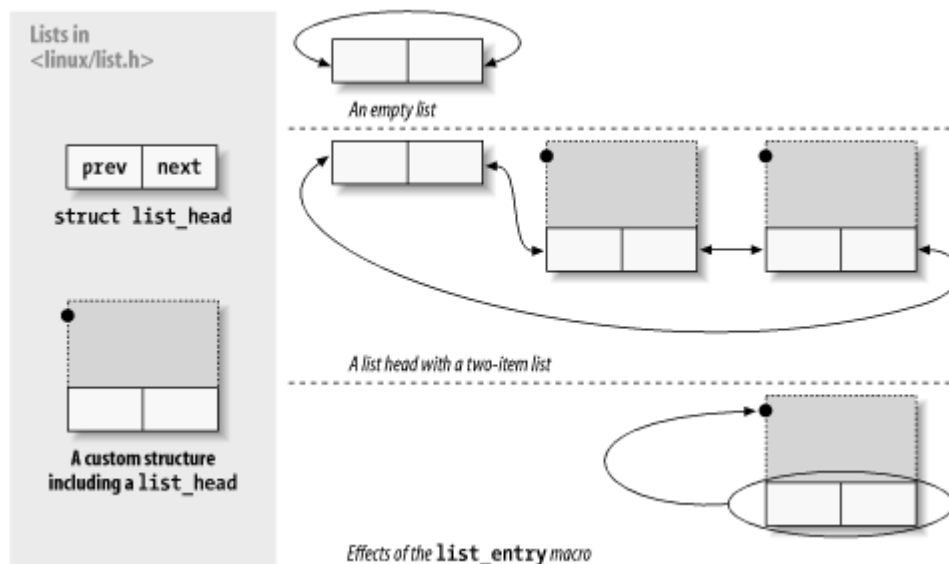 Lists in
<linux/list.h>
prev next
struct list_head
A custom structure
including a list_head
An empty list
A list head with a two-item list
Effects of the list_entry macro